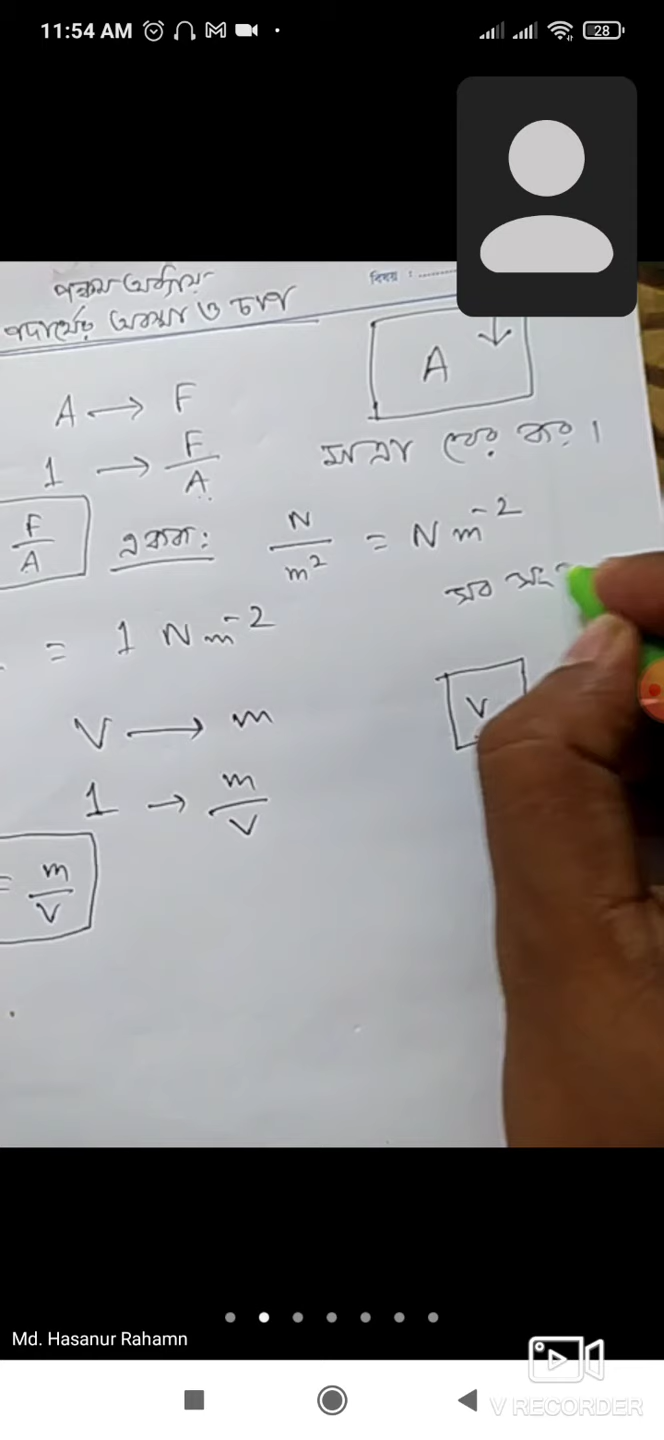 11:54 AM
28
পঞ্চম অধ্যায়
বিষয় : ..........
পদার্থের অবস্থা ও চাপ
A
A → F
1 → F/A
মাত্রা বের কর।
F/A
একক:
N/m² = N m⁻²
= 1 N m⁻²
V → m
V
1 → m/V
= m/V
Md. Hasanur Rahamn
V RECORDER